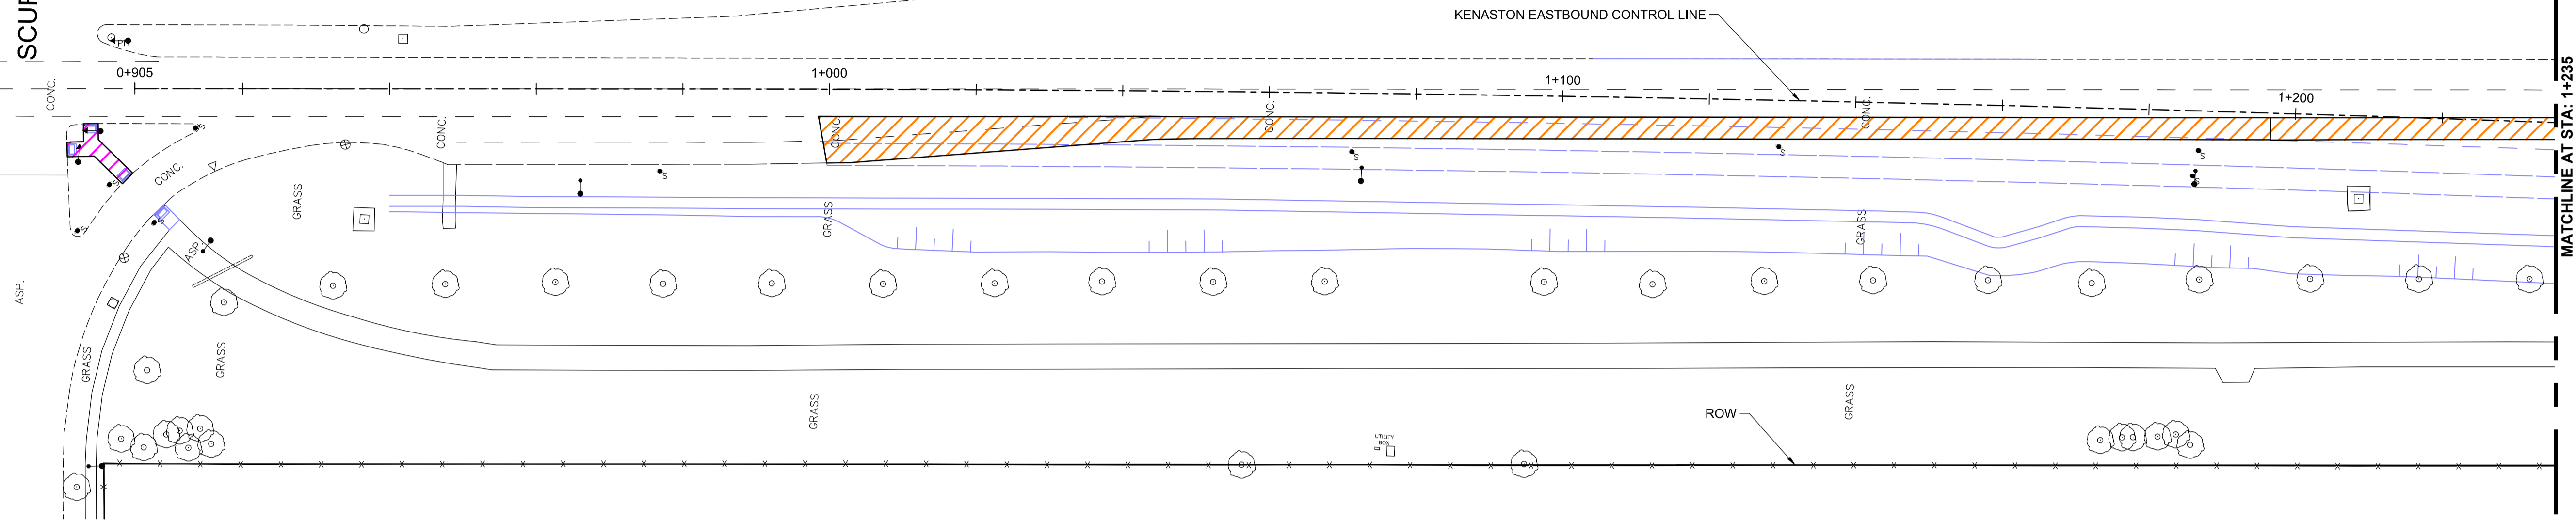 SCUR
KENASTON EASTBOUND CONTROL LINE
PH
0+905
1+000
1+100
1+200
CONC.
CONC.
CONC.
CONC.
CONC.
CONC.
S
S
S
S
S
S
S
S
S
GRASS
GRASS
GRASS
ASP.
ASP.
GRASS
GRASS
GRASS
GRASS
ROW
UTILITY
BOX
MATCHLINE AT STA: 1+235